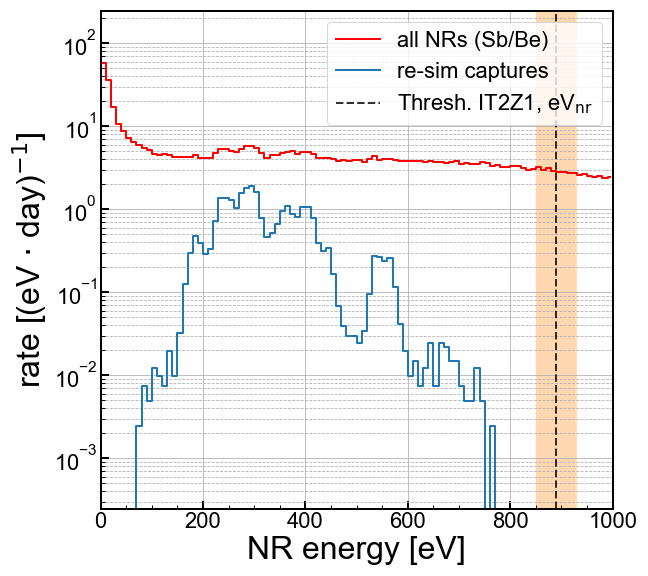 all NRs (Sb/Be)
re-sim captures
Thresh. IT2Z1, eV_nr
rate [(eV · day)⁻¹]
10²
10¹
10⁰
10⁻¹
10⁻²
10⁻³
0 200 400 600 800 1000
NR energy [eV]